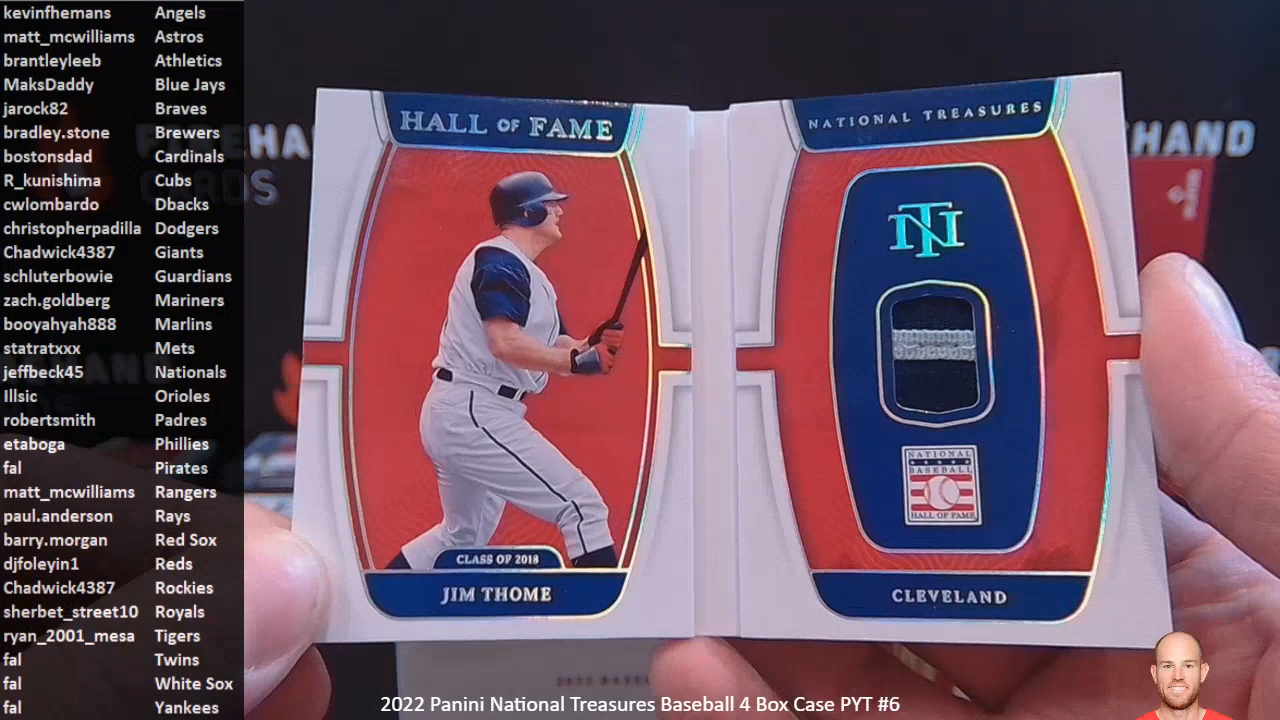 kevinfhemans Angels
matt_mcwilliams Astros
brantleyleeb Athletics
MaksDaddy Blue Jays
jarock82 Braves
bradley.stone Brewers
bostonsdad Cardinals
R_kunishima Cubs
cwlombardo Dbacks
christopherpadilla Dodgers
Chadwick4387 Giants
schluterbowie Guardians
zach.goldberg Mariners
booyahyah888 Marlins
statratxxx Mets
jeffbeck45 Nationals
Illsic Orioles
robertsmith Padres
etaboga Phillies
fal Pirates
matt_mcwilliams Rangers
paul.anderson Rays
barry.morgan Red Sox
djfoleyin1 Reds
Chadwick4387 Rockies
sherbet_street10 Royals
ryan_2001_mesa Tigers
fal Twins
fal White Sox
fal Yankees
HALL OF FAME
CLASS OF 2018
JIM THOME
NATIONAL TREASURES
NT
NATIONAL
BASEBALL
HALL OF FAME
CLEVELAND
HAND
2022 Panini National Treasures Baseball 4 Box Case PYT #6